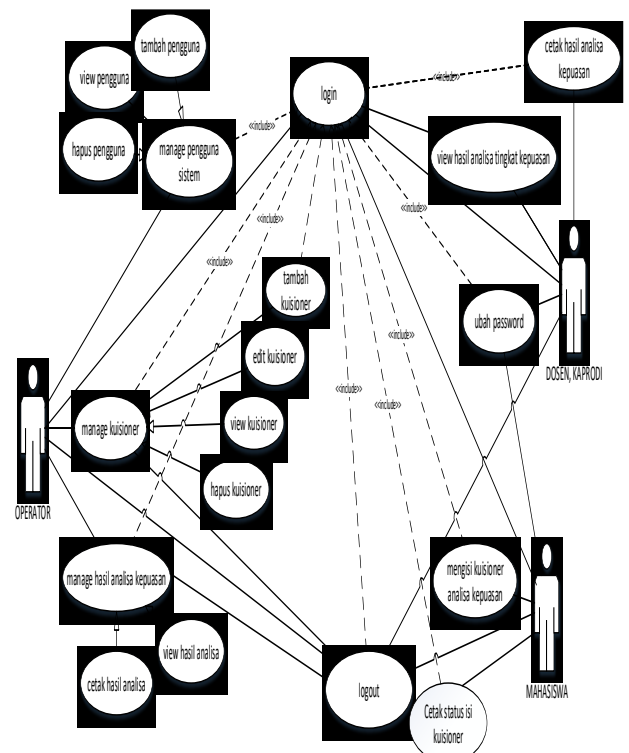 tambah pengguna
view pengguna
hapus pengguna
manage pengguna
sistem
login
cetak hasil analisa
kepuasan
view hasil analisa tingkat kepuasan
<<include>>
<<include>>
<<include>>
<<include>>
<<include>>
<<include>>
<<include>>
<<include>>
tambah
kuisioner
edit kuisioner
view kuisioner
hapus kuisioner
manage kuisioner
ubah password
DOSEN, KAPRODI
OPERATOR
manage hasil analisa kepuasan
view hasil analisa
cetak hasil analisa
mengisi kuisioner
analisa kepuasan
MAHASISWA
logout
Cetak status isi
kuisioner